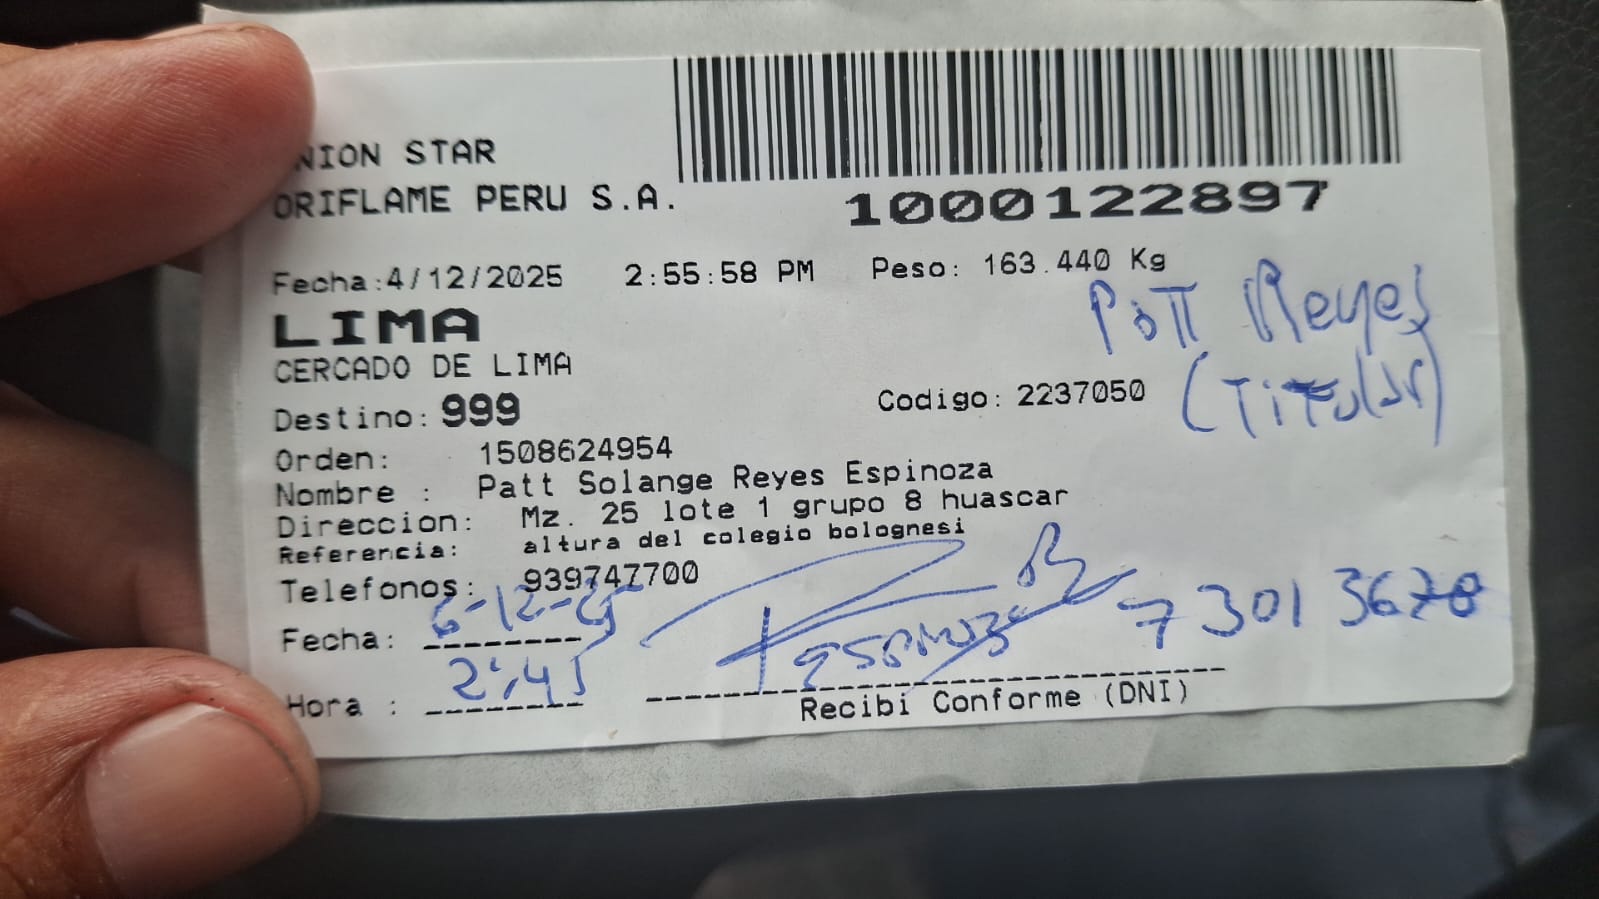 NION STAR
ORIFLAME PERU S.A.
1000122897
Fecha:4/12/2025 2:55:58 PM Peso: 163.440 Kg
Patt Reyes
(Titular)
LIMA
CERCADO DE LIMA
Destino: 999 Codigo: 2237050
Orden: 1508624954
Nombre : Patt Solange Reyes Espinoza
Direccion: Mz. 25 lote 1 grupo 8 huascar
Referencia: altura del colegio bolognesi
Telefonos: 939747700
Fecha: 6-12-25
Hora : 2:45
Recibi Conforme (DNI)